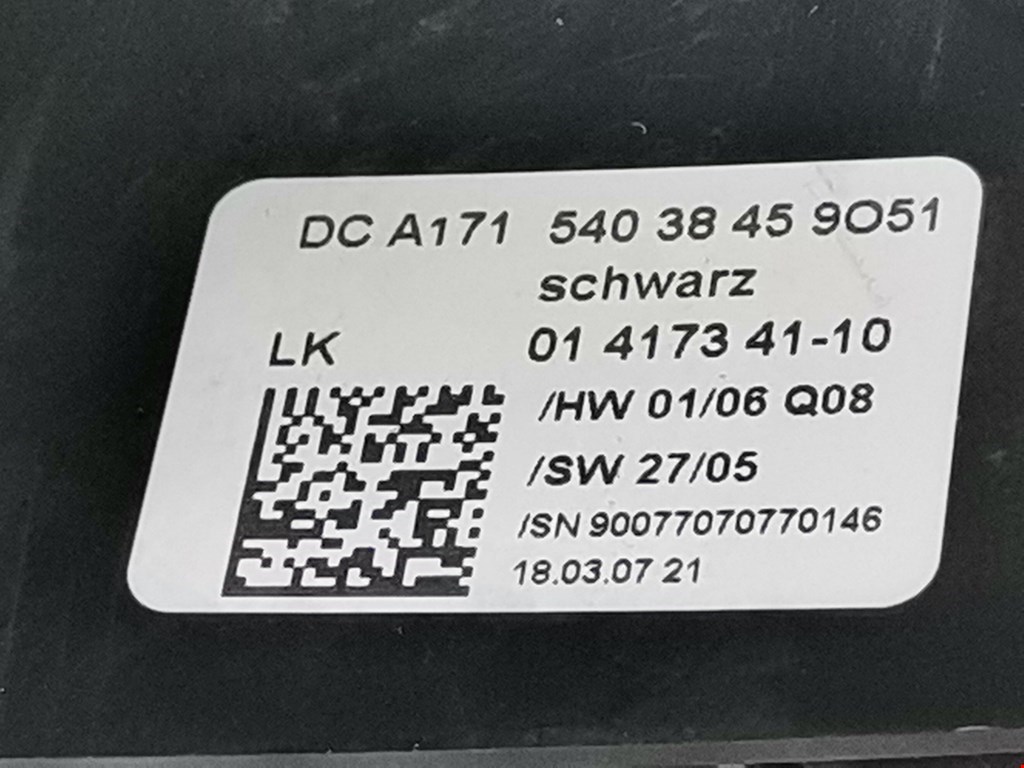 DC A171 540 38 45 9O51
schwarz
LK 01 4173 41-10
/HW 01/06 Q08
/SW 27/05
/SN 90077070770146
18.03.07 21